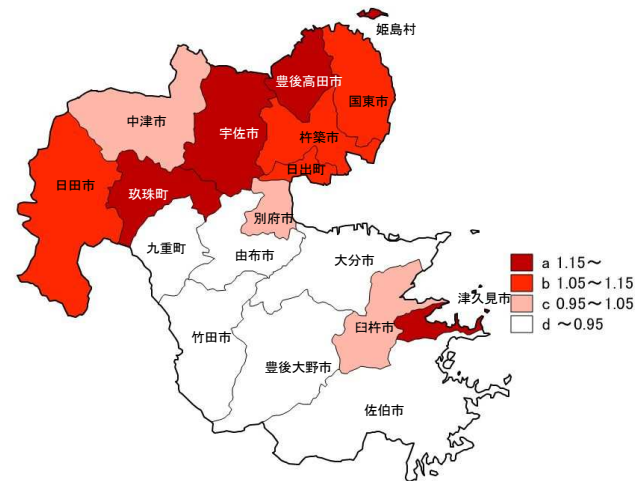 姫島村
豊後高田市
国東市
中津市
宇佐市
杵築市
日出町
日田市
玖珠町
別府市
九重町
由布市
大分市
a 1.15～
b 1.05～1.15
c 0.95～1.05
d ～0.95
津久見市
臼杵市
竹田市
豊後大野市
佐伯市